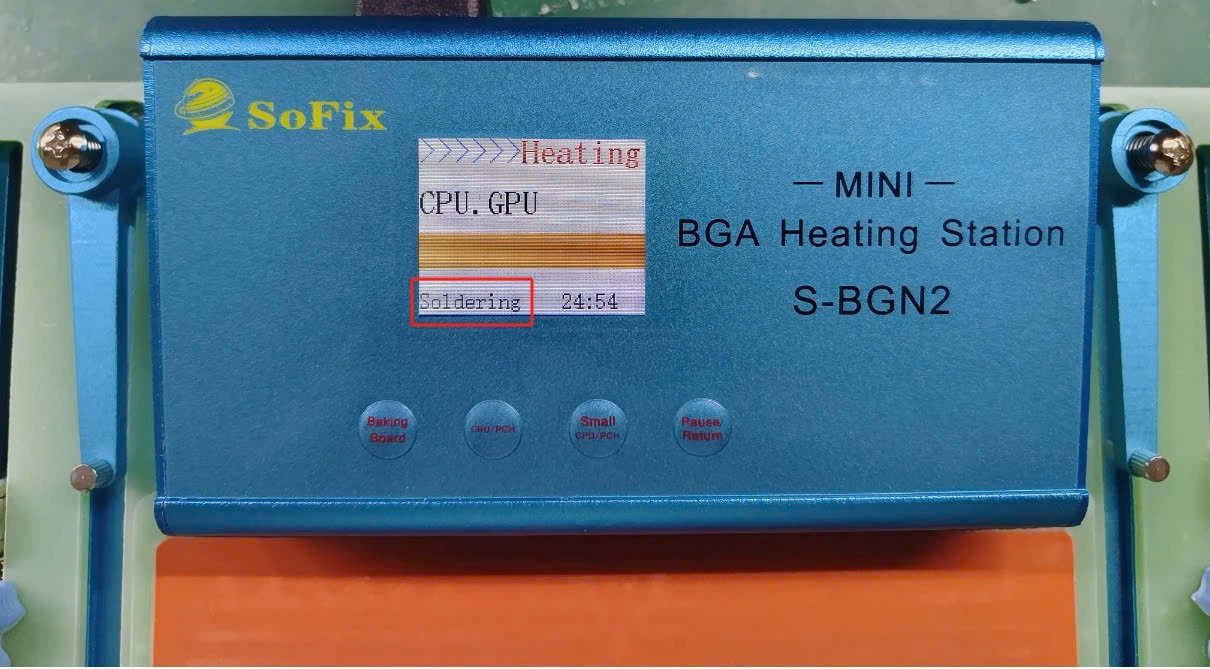 SoFix
>>>>>>Heating
CPU.GPU
Soldering 24:54
— MINI —
BGA Heating Station
S-BGN2
Baking
Board
CPU/PCH
Small
CPU/PCH
Pause/
Return